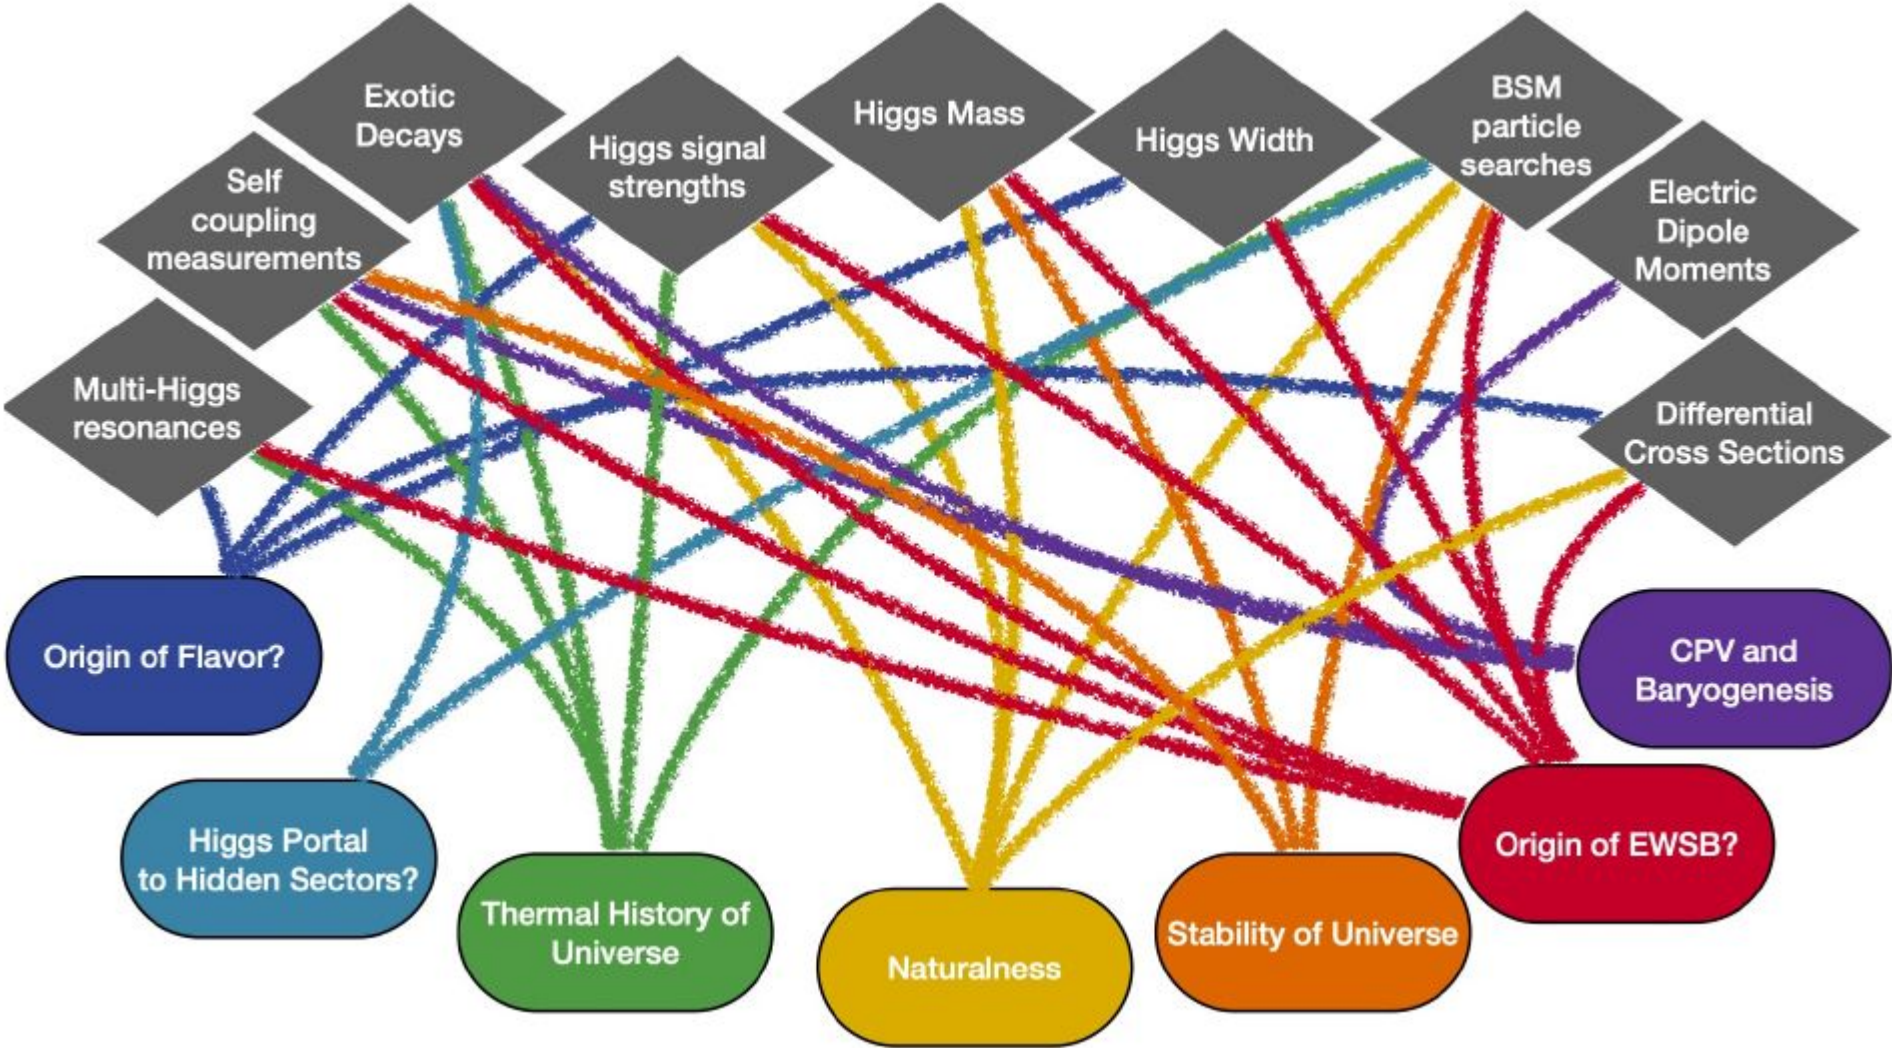 Exotic
Decays
Higgs signal
strengths
Higgs Mass
Higgs Width
BSM
particle
searches
Self
coupling
measurements
Electric
Dipole
Moments
Multi-Higgs
resonances
Differential
Cross Sections
Origin of Flavor?
CPV and
Baryogenesis
Higgs Portal
to Hidden Sectors?
Origin of EWSB?
Thermal History of
Universe
Naturalness
Stability of Universe